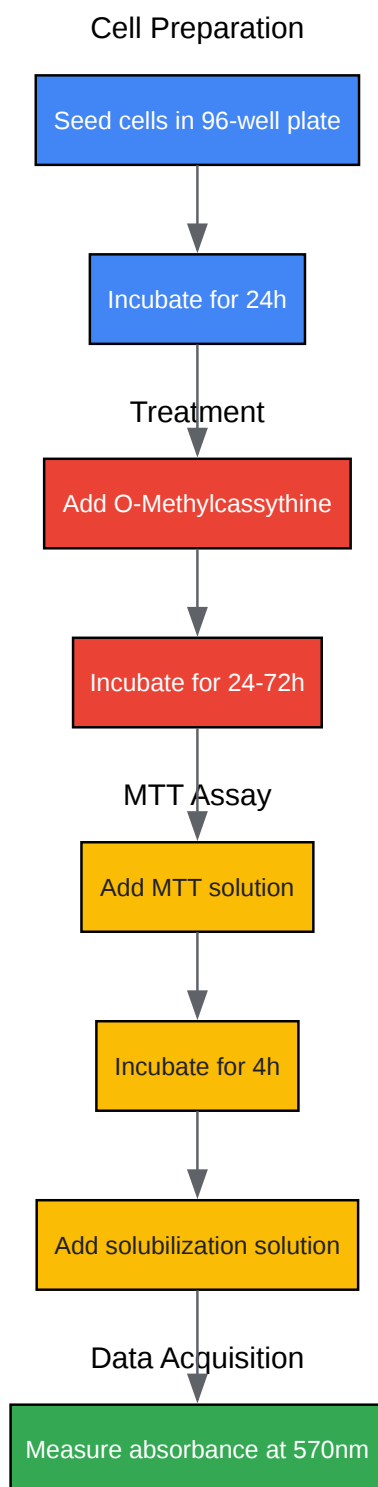 Cell Preparation
Seed cells in 96-well plate
Incubate for 24h
Treatment
Add O-Methylcassythine
Incubate for 24-72h
MTT Assay
Add MTT solution
Incubate for 4h
Add solubilization solution
Data Acquisition
Measure absorbance at 570nm